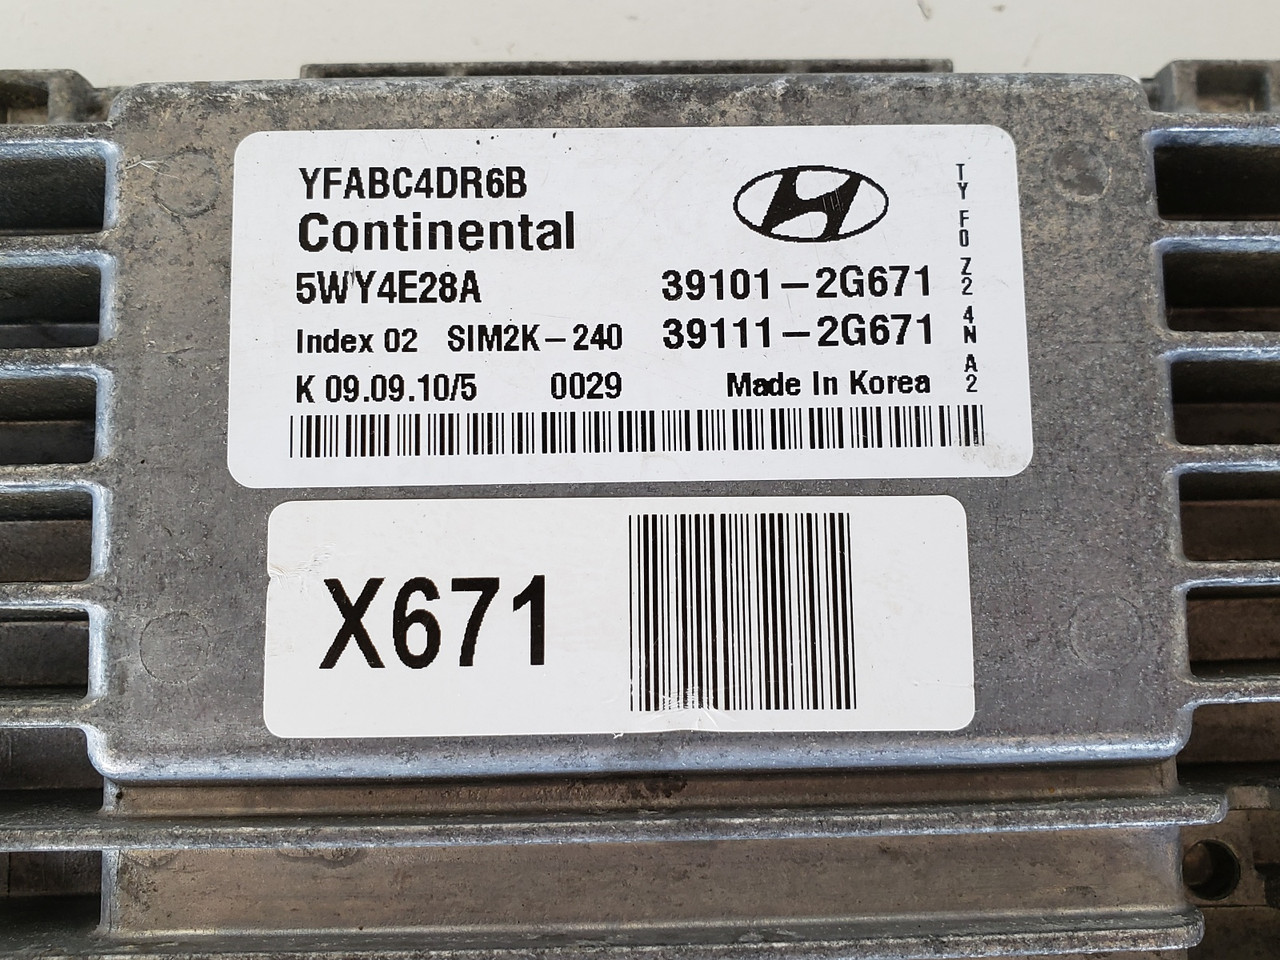 YFABC4DR6B
Continental
5WY4E28A 39101-2G671
Index 02 SIM2K-240 39111-2G671
K 09.09.10/5 0029 Made In Korea
TY F0 Z2 4N A2
X671